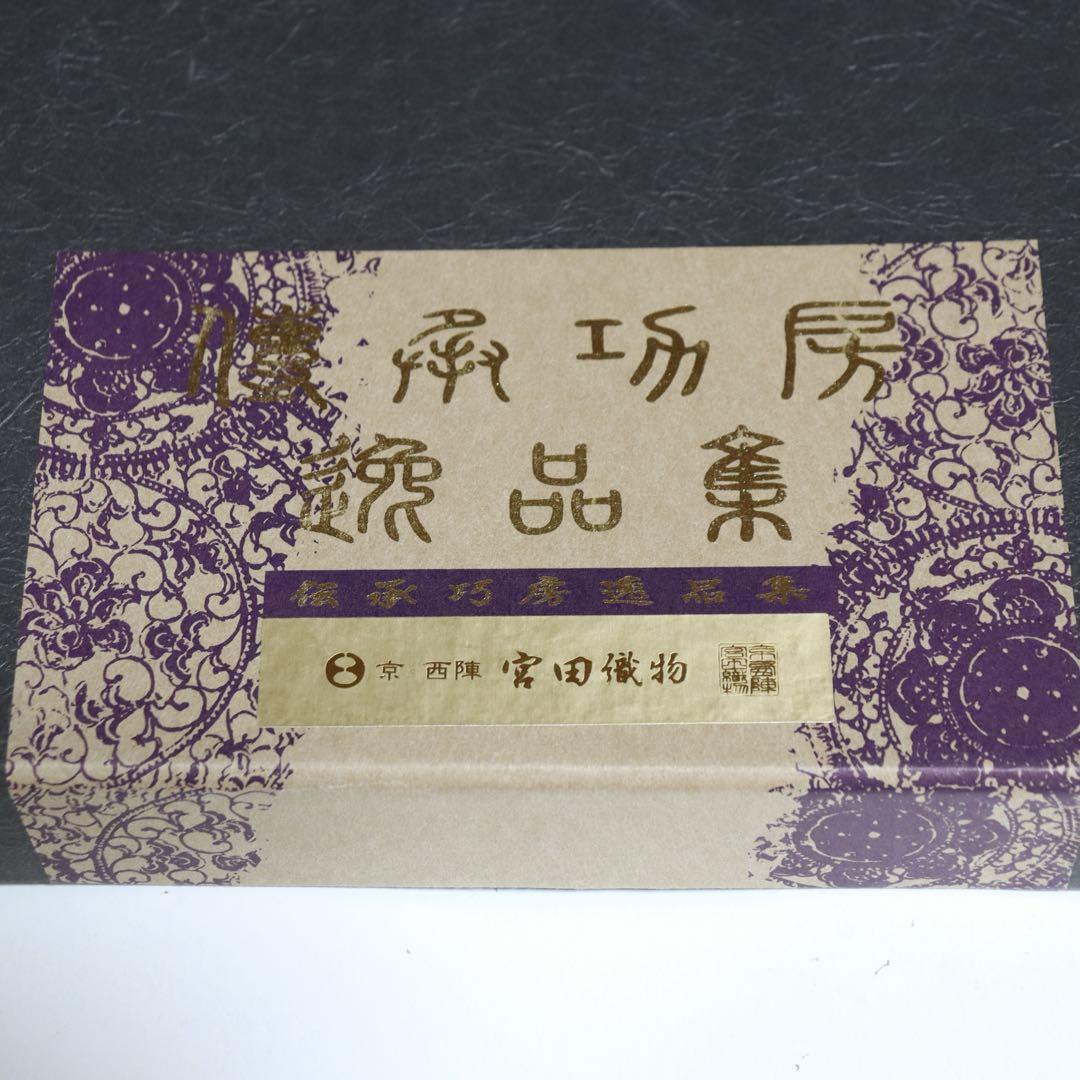 傳承巧房
逸品集
伝承巧房逸品集
京 西陣 宮田織物